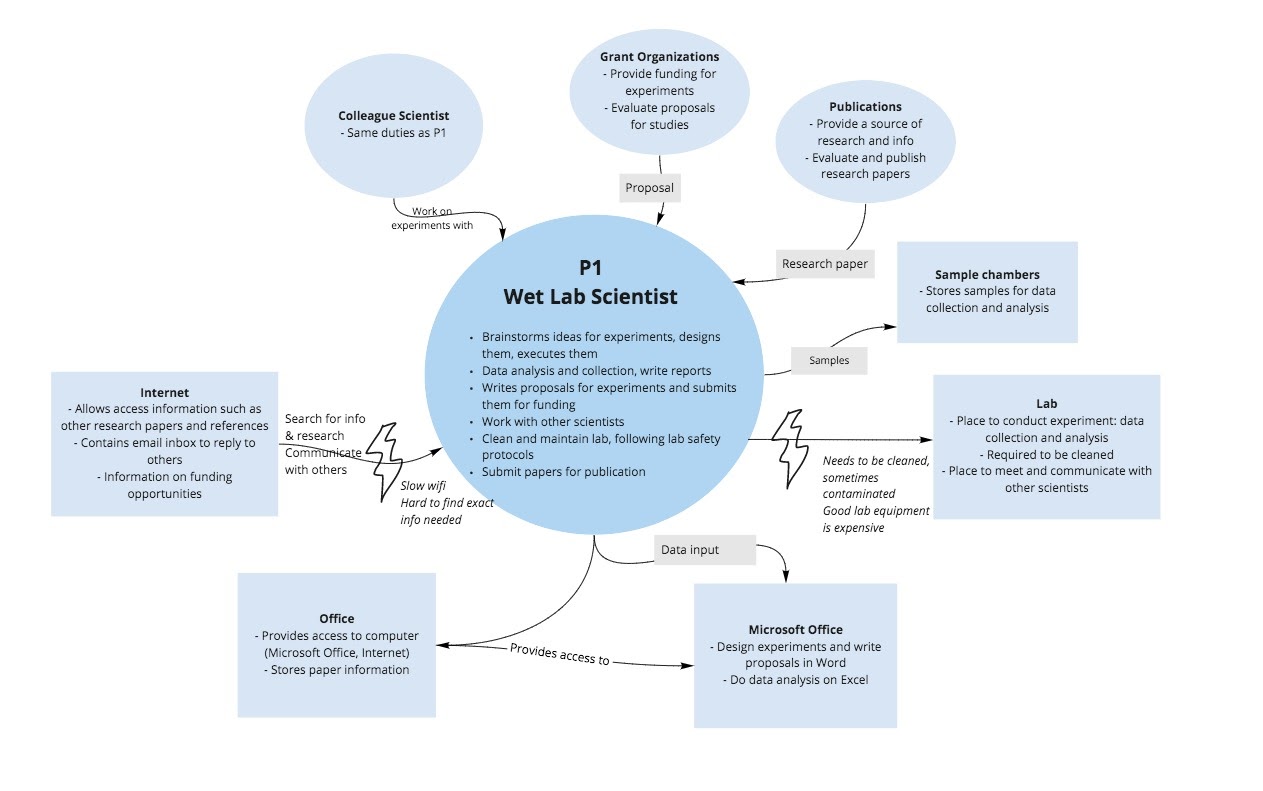 Grant Organizations
- Provide funding for
experiments
- Evaluate proposals
for studies
Colleague Scientist
- Same duties as P1
Publications
- Provide a source of
research and info
- Evaluate and publish
research papers
Proposal
Work on
experiments with
Research paper
P1
Wet Lab Scientist
• Brainstorms ideas for experiments, designs
them, executes them
• Data analysis and collection, write reports
• Writes proposals for experiments and submits
them for funding
• Work with other scientists
• Clean and maintain lab, following lab safety
protocols
• Submit papers for publication
Sample chambers
- Stores samples for data
collection and analysis
Samples
Internet
- Allows access information such as
other research papers and references
- Contains email inbox to reply to
others
- Information on funding
opportunities
Search for info
& research
Communicate
with others
Slow wifi
Hard to find exact
info needed
Lab
- Place to conduct experiment: data
collection and analysis
- Required to be cleaned
- Place to meet and communicate with
other scientists
Needs to be cleaned,
sometimes
contaminated
Good lab equipment
is expensive
Data input
Office
- Provides access to computer
(Microsoft Office, Internet)
- Stores paper information
Provides access to
Microsoft Office
- Design experiments and write
proposals in Word
- Do data analysis on Excel